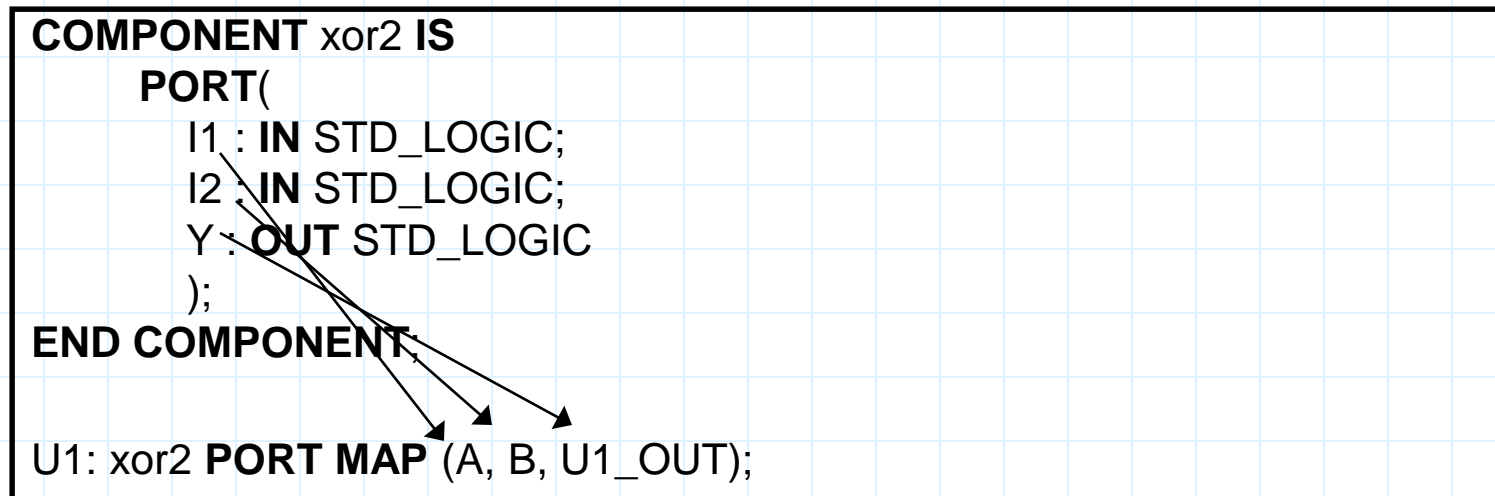 COMPONENT xor2 IS
PORT(
I1 : IN STD_LOGIC;
I2 : IN STD_LOGIC;
Y : OUT STD_LOGIC
);
END COMPONENT;
U1: xor2 PORT MAP (A, B, U1_OUT);